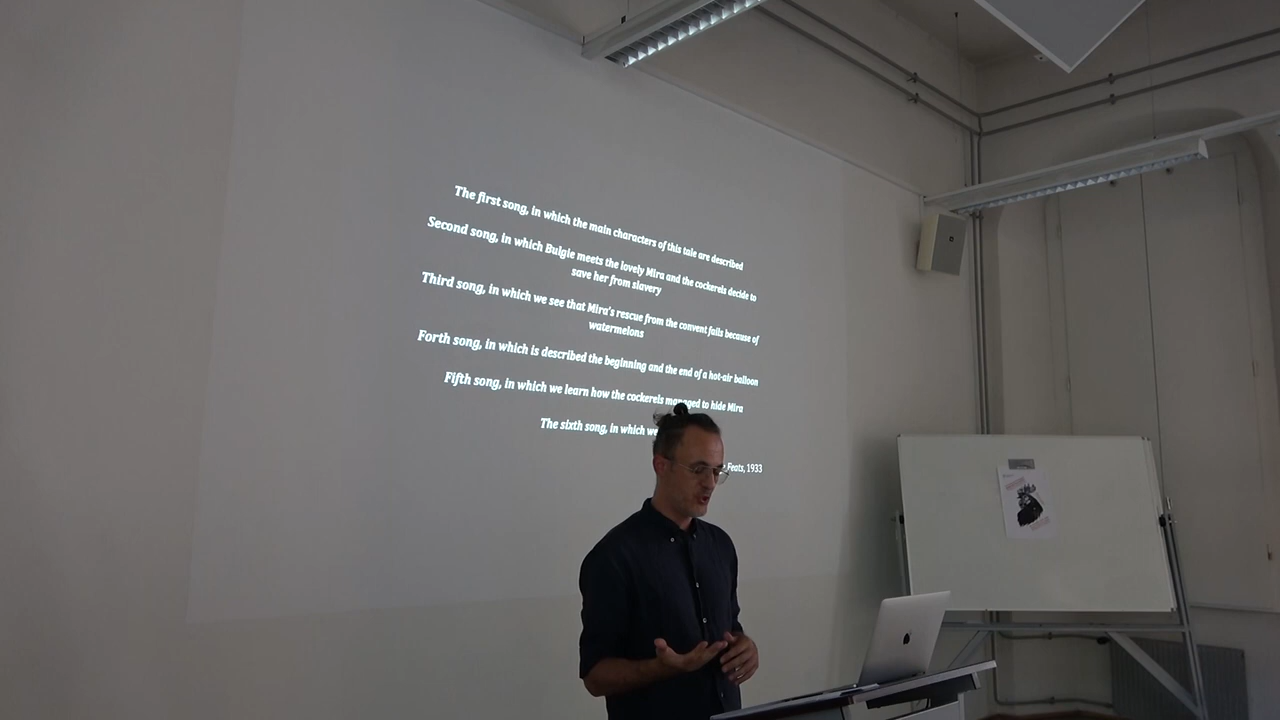 The first song, in which the main characters of this tale are described
Second song, in which Bulgie meets the lovely Mira and the cockerels decide to
save her from slavery
Third song, in which we see that Mira's rescue from the convent fails because of
watermelons
Forth song, in which is described the beginning and the end of a hot-air balloon
Fifth song, in which we learn how the cockerels managed to hide Mira
The sixth song, in which we
Feats, 1933